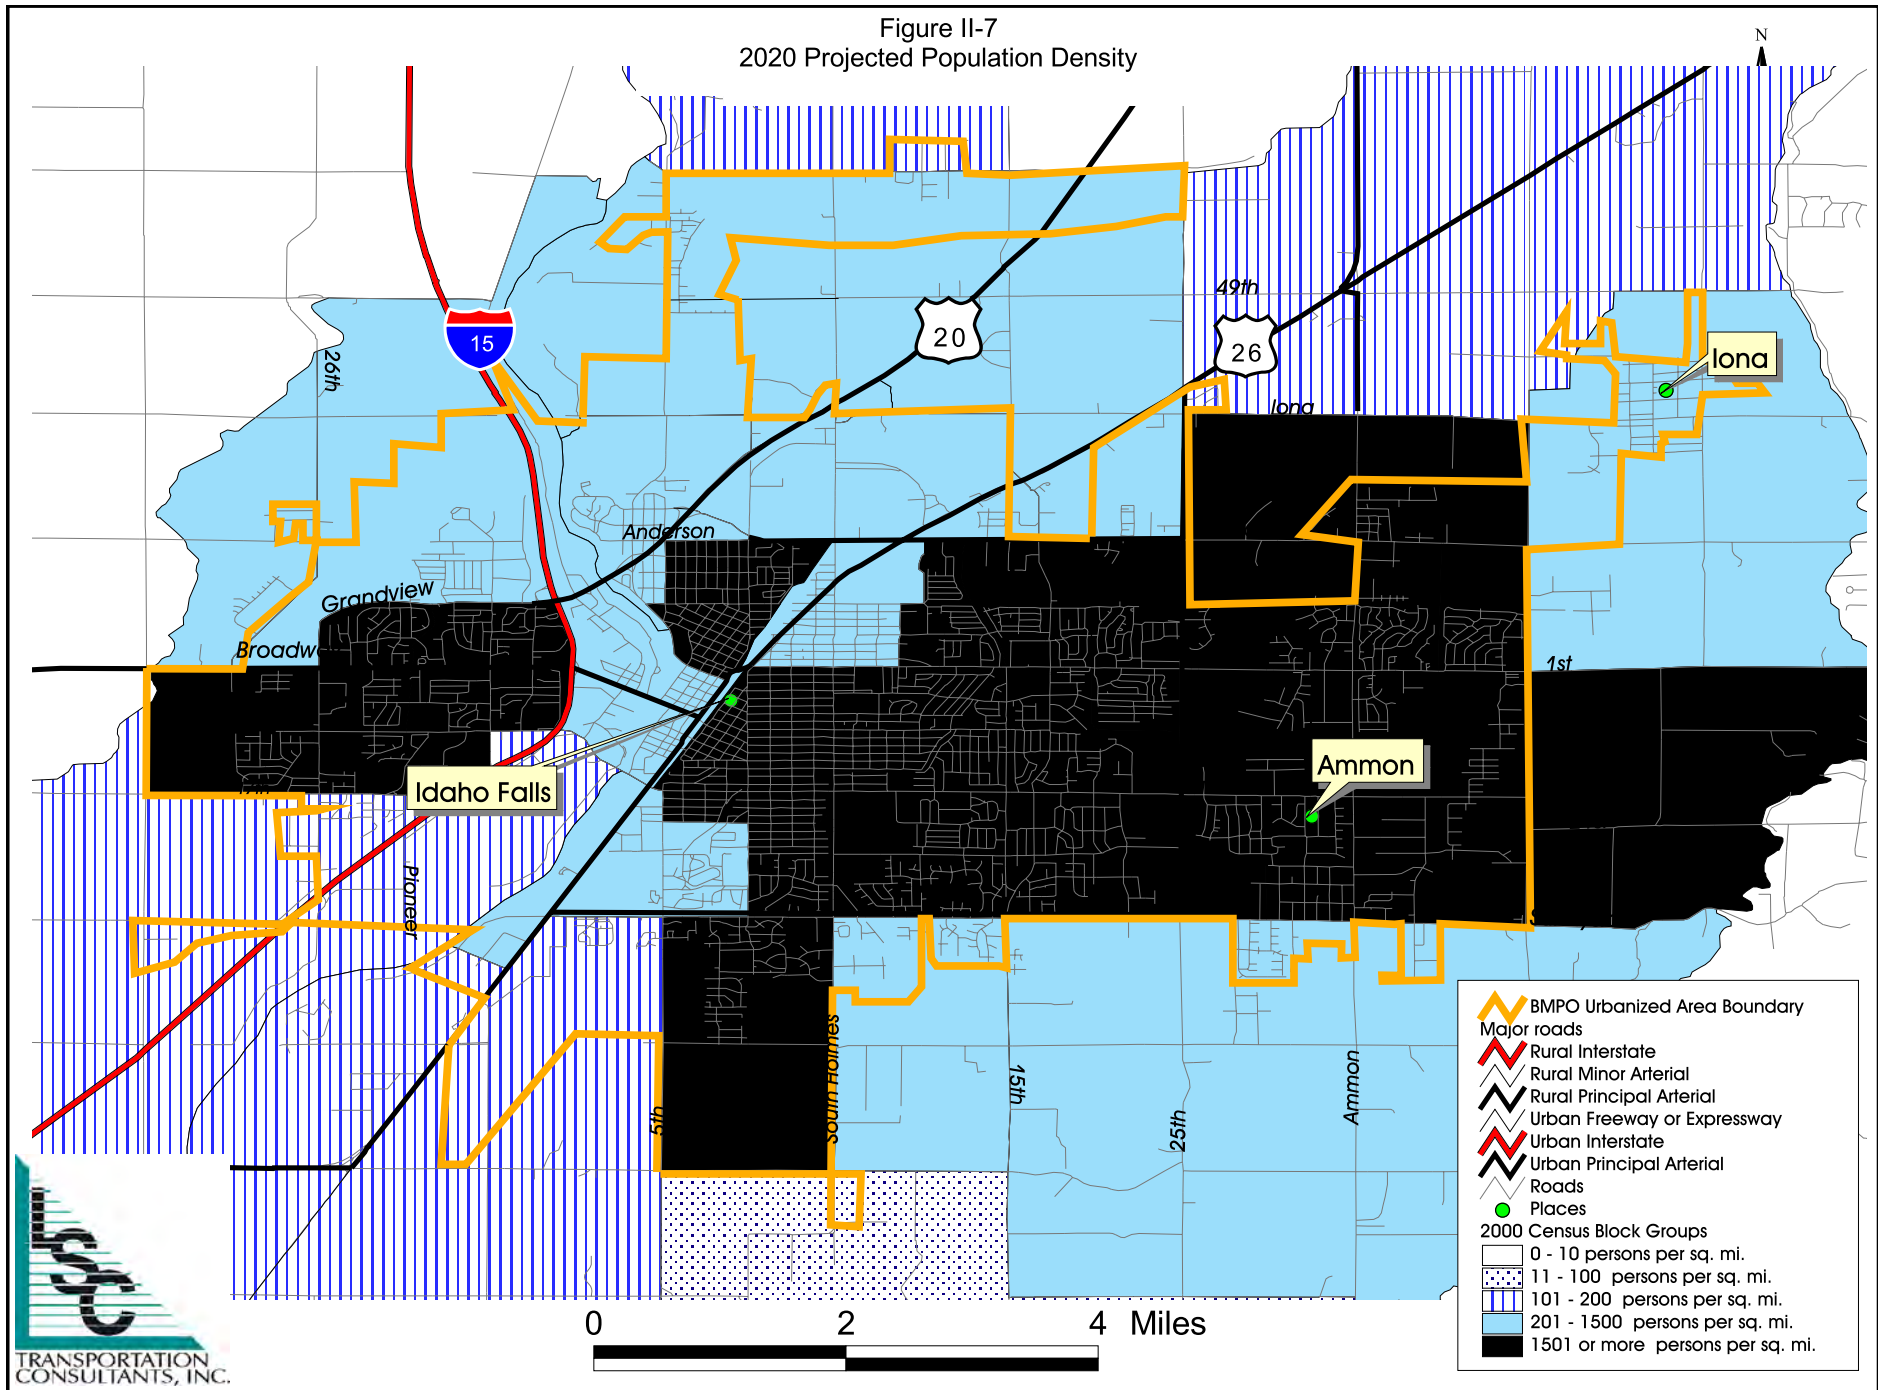 Figure II-7
2020 Projected Population Density
N
49th
15
20
26
26th
Iona
Iona
Anderson
Grandview
Broadw
1st
Ammon
Idaho Falls
17th
Pioneer
5th
South Holmes
15th
25th
Ammon
BMPO Urbanized Area Boundary
Major roads
Rural Interstate
Rural Minor Arterial
Rural Principal Arterial
Urban Freeway or Expressway
Urban Interstate
Urban Principal Arterial
Roads
Places
2000 Census Block Groups
0 - 10 persons per sq. mi.
11 - 100 persons per sq. mi.
101 - 200 persons per sq. mi.
201 - 1500 persons per sq. mi.
1501 or more persons per sq. mi.
0 2 4 Miles
LSC
TRANSPORTATION
CONSULTANTS, INC.